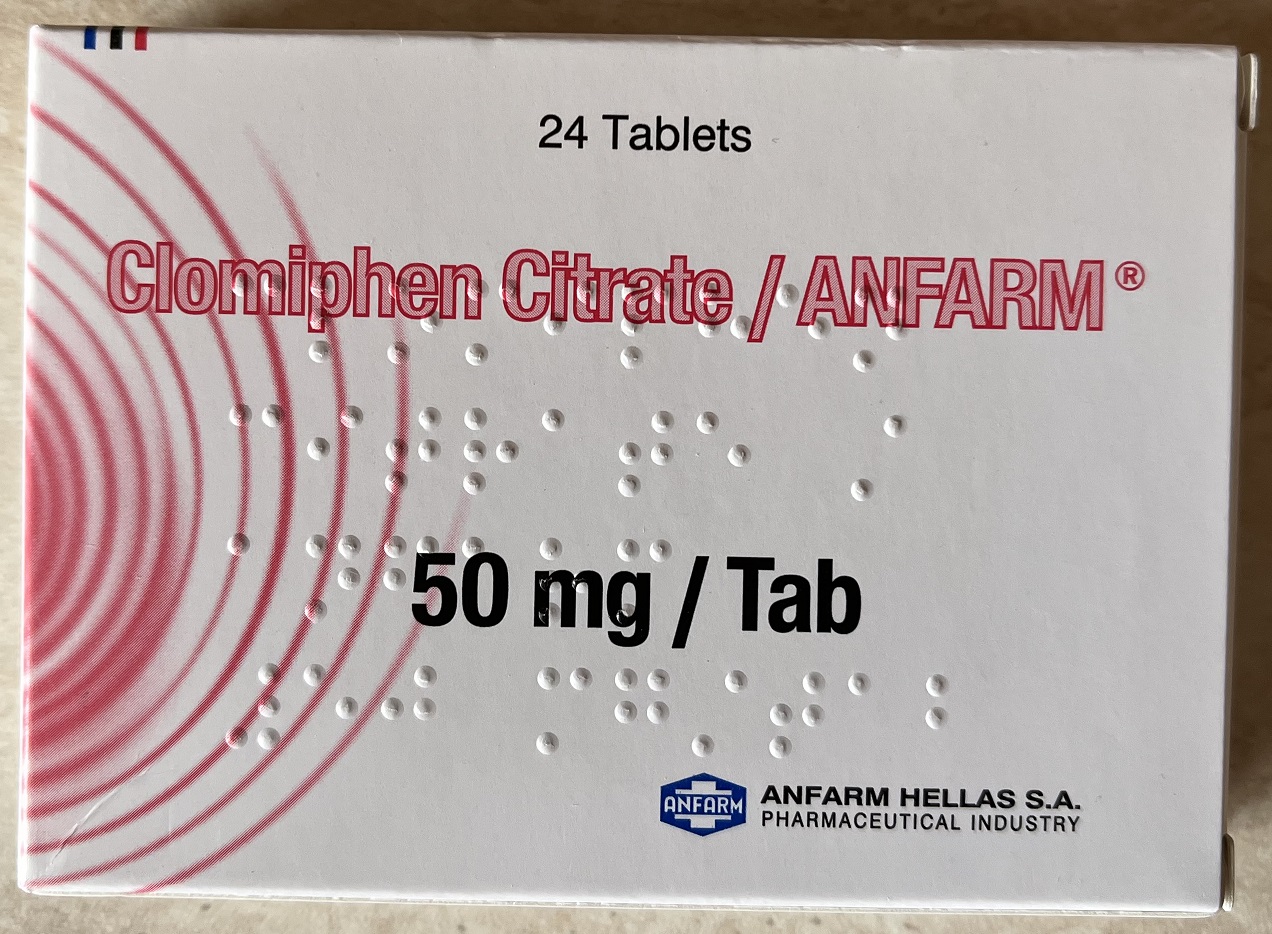 24 Tablets
Clomiphen Citrate / ANFARM®
50 mg / Tab
ANFARM
ANFARM HELLAS S.A.
PHARMACEUTICAL INDUSTRY